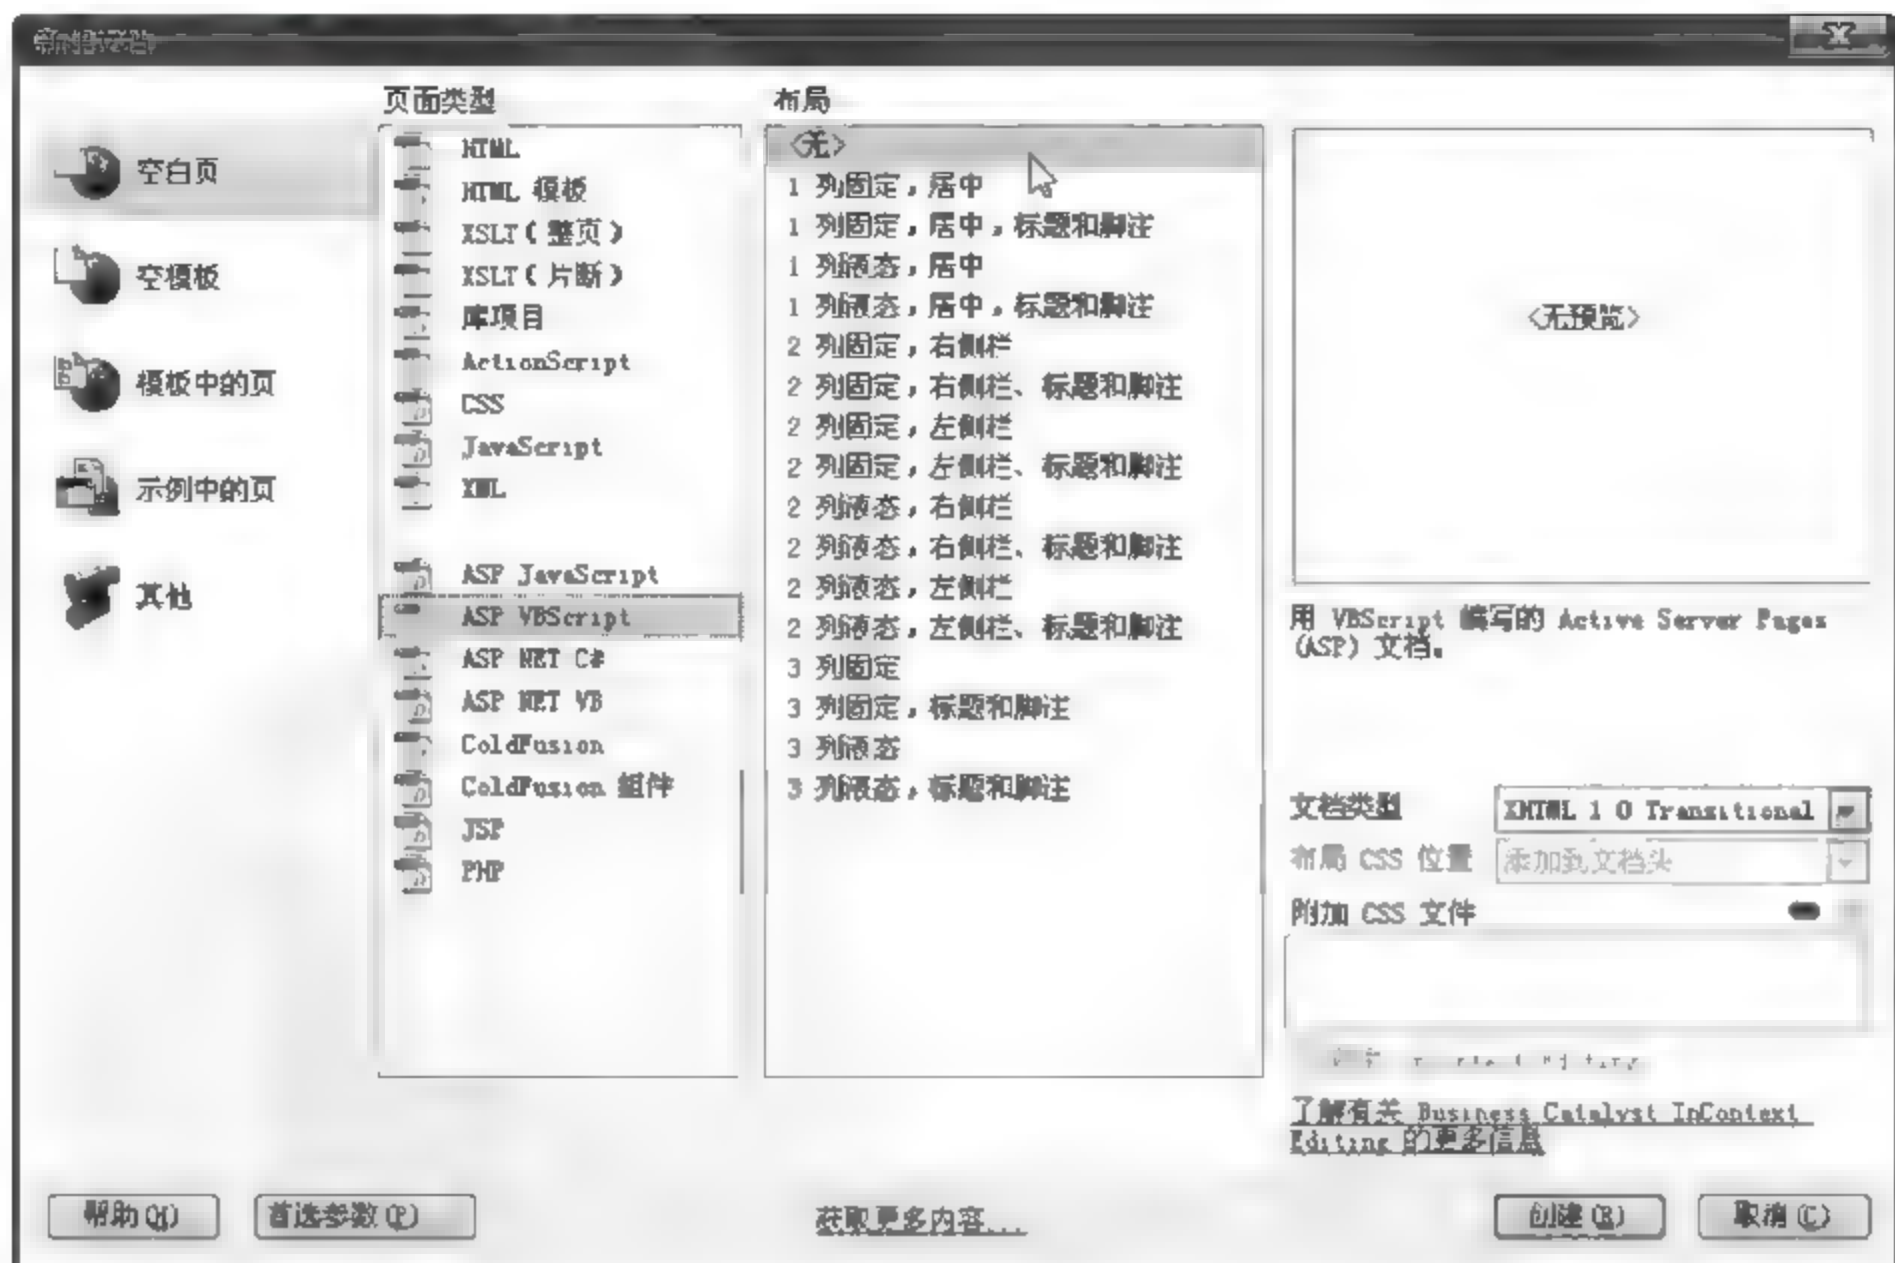 新建文档
页面类型
布局
空白页
空模板
模板中的页
示例中的页
其他
HTML
HTML 模板
XSLT(整页)
XSLT(片断)
库项目
ActionScript
CSS
JavaScript
XML
ASP JavaScript
ASP VBScript
ASP NET C#
ASP NET VB
ColdFusion
ColdFusion 组件
JSP
PHP
<无>
1 列固定,居中
1 列固定,居中,标题和脚注
1 列液态,居中
1 列液态,居中,标题和脚注
2 列固定,右侧栏
2 列固定,右侧栏、标题和脚注
2 列固定,左侧栏
2 列固定,左侧栏、标题和脚注
2 列液态,右侧栏
2 列液态,右侧栏、标题和脚注
2 列液态,左侧栏
2 列液态,左侧栏、标题和脚注
3 列固定
3 列固定,标题和脚注
3 列液态
3 列液态,标题和脚注
<无预览>
用 VBScript 编写的 Active Server Pages
(ASP) 文档。
文档类型 XHTML 1 0 Transitional
布局 CSS 位置 添加到文档头
附加 CSS 文件
了解有关 Business Catalyst InContext
Editing 的更多信息
帮助(H)
首选参数(P)
获取更多内容...
创建(R)
取消(C)